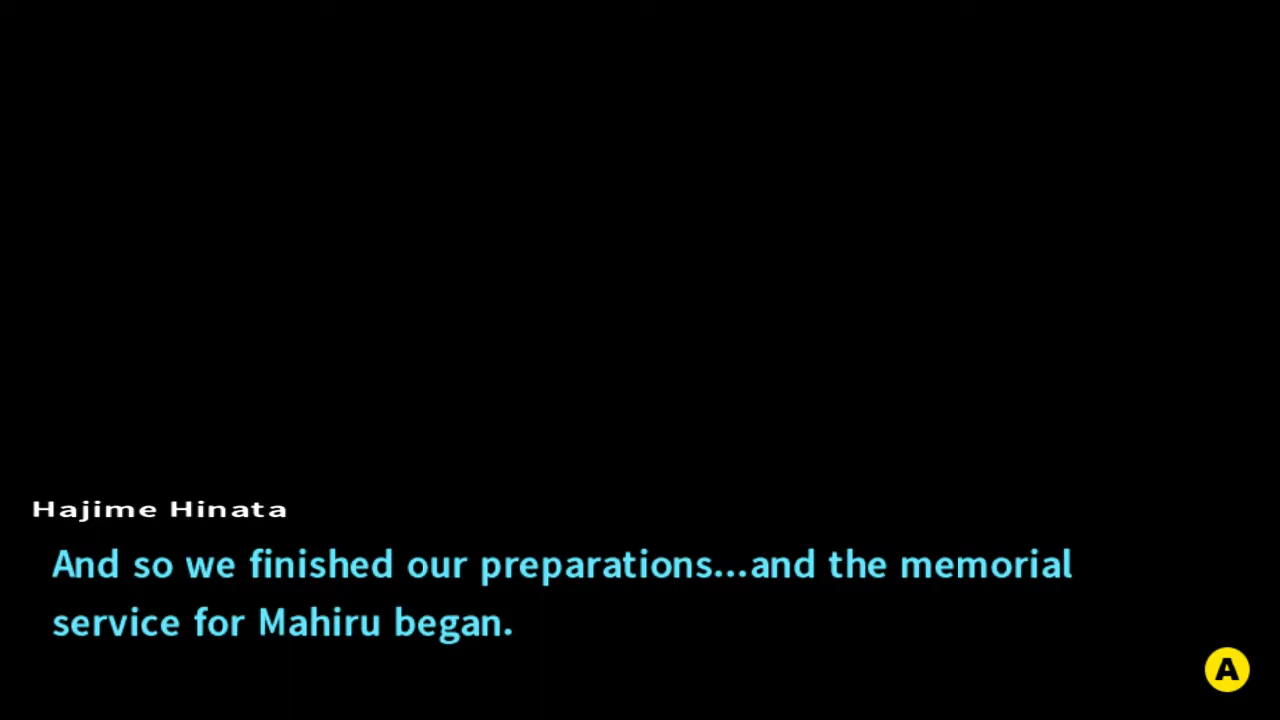 Hajime Hinata
And so we finished our preparations...and the memorial
service for Mahiru began.
A